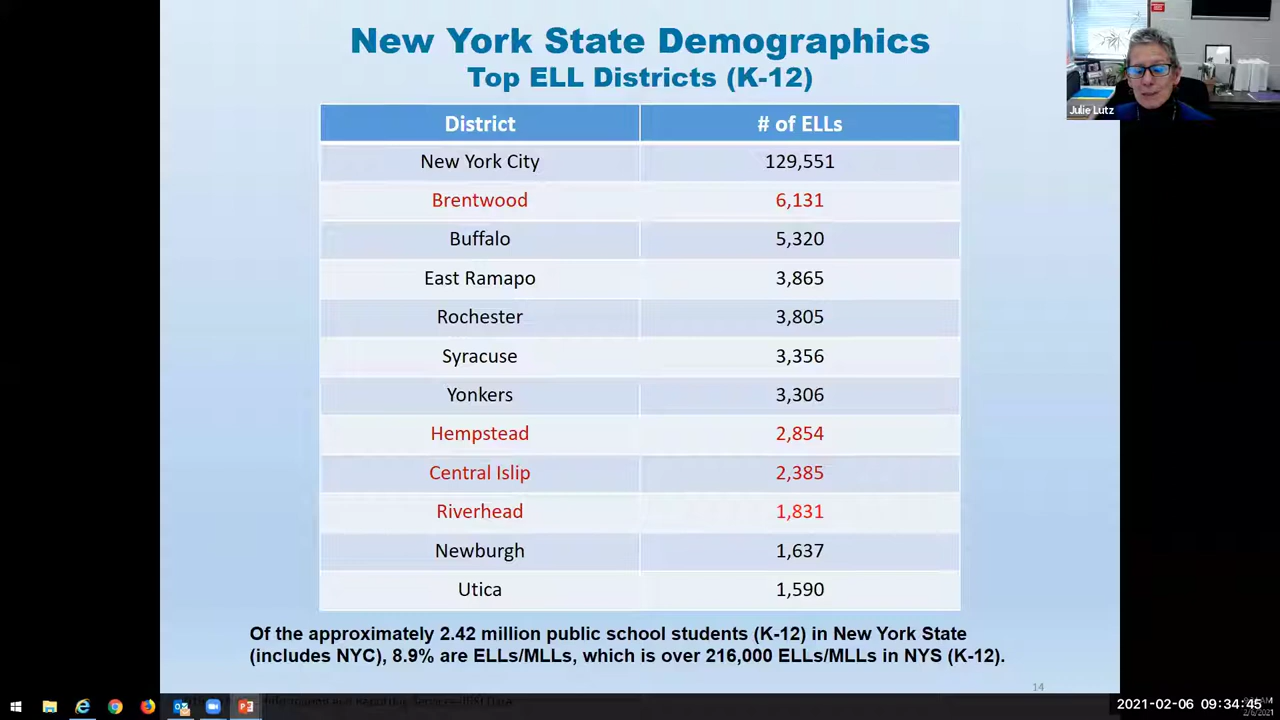 New York State Demographics
Top ELL Districts (K-12)
District # of ELLs
New York City 129,551
Brentwood 6,131
Buffalo 5,320
East Ramapo 3,865
Rochester 3,805
Syracuse 3,356
Yonkers 3,306
Hempstead 2,854
Central Islip 2,385
Riverhead 1,831
Newburgh 1,637
Utica 1,590
Of the approximately 2.42 million public school students (K-12) in New York State
(includes NYC), 8.9% are ELLs/MLLs, which is over 216,000 ELLs/MLLs in NYS (K-12).
14
Julie Lutz
2021-02-06 09:34:45